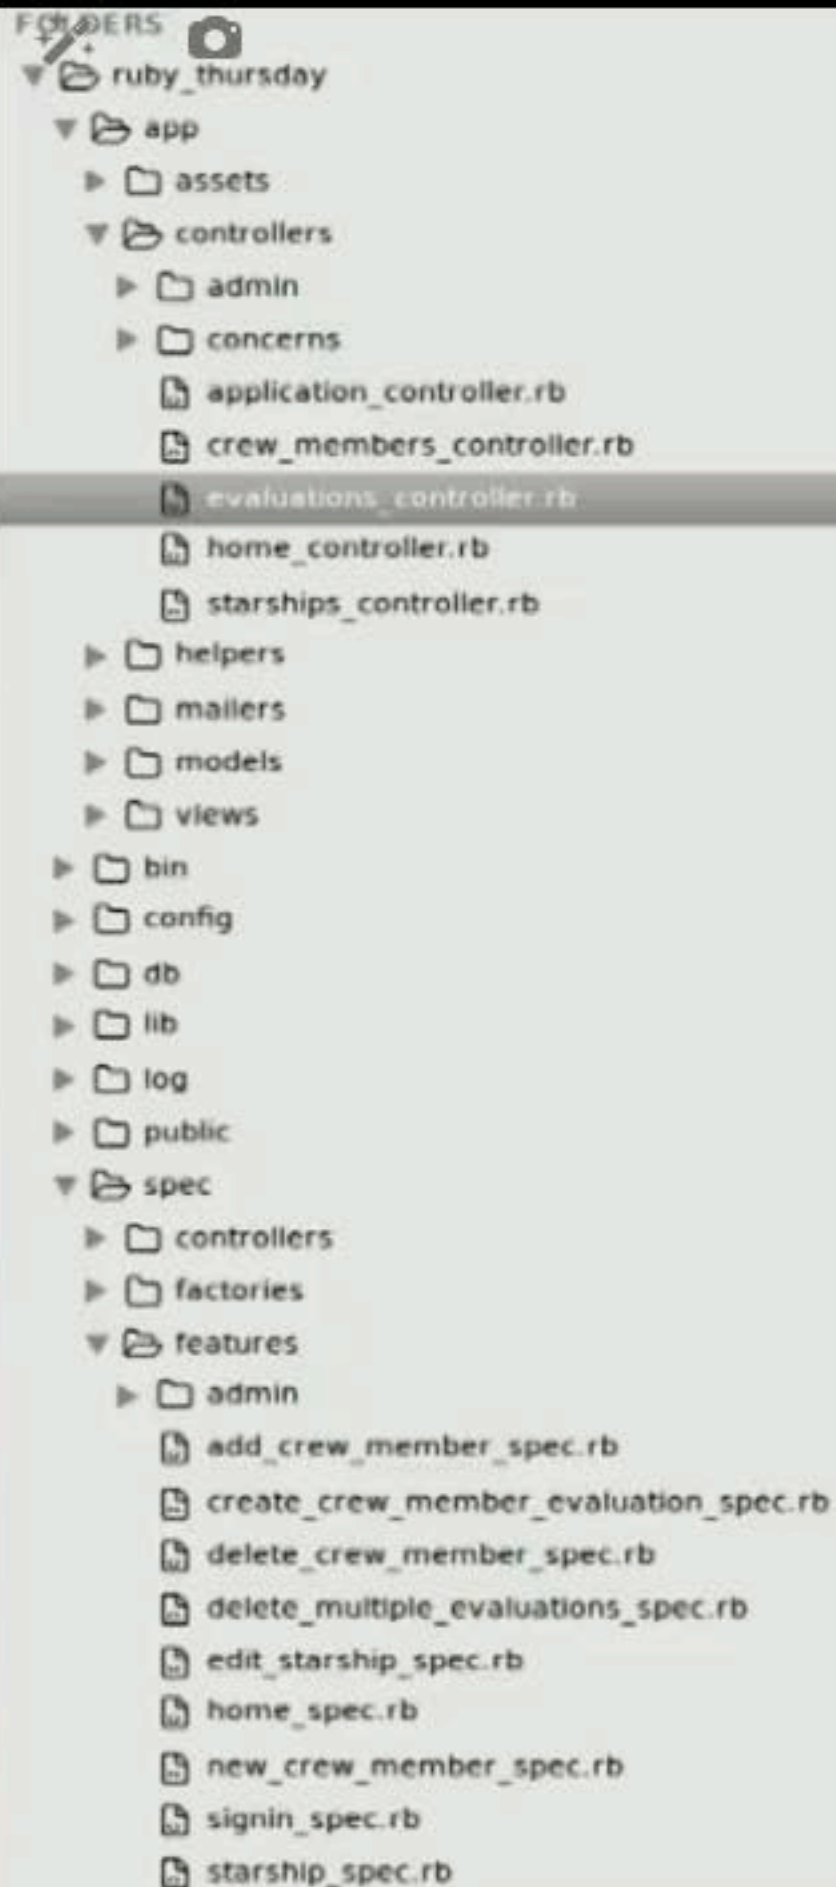 FOLDERS
ruby_thursday
app
assets
controllers
admin
concerns
application_controller.rb
crew_members_controller.rb
evaluations_controller.rb
home_controller.rb
starships_controller.rb
helpers
mailers
models
views
bin
config
db
lib
log
public
spec
controllers
factories
features
admin
add_crew_member_spec.rb
create_crew_member_evaluation_spec.rb
delete_crew_member_spec.rb
delete_multiple_evaluations_spec.rb
edit_starship_spec.rb
home_spec.rb
new_crew_member_spec.rb
signin_spec.rb
starship_spec.rb